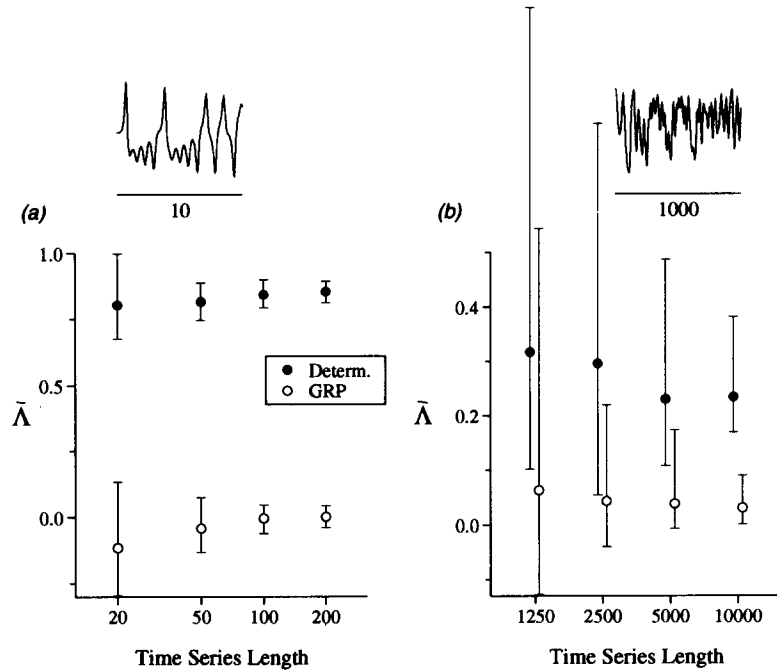 (a)
10
1.0
0.5
0.0
Λ̄
Determ.
GRP
20 50 100 200
Time Series Length
(b)
1000
0.4
0.2
0.0
Λ̄
1250 2500 5000 10000
Time Series Length